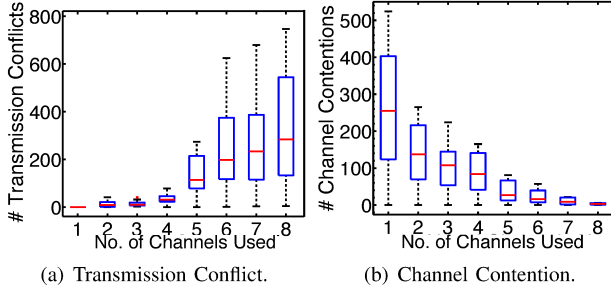 # Transmission Conflicts
800
600
400
200
0
1 2 3 4 5 6 7 8
No. of Channels Used
(a) Transmission Conflict.
# Channel Contentions
500
400
300
200
100
0
1 2 3 4 5 6 7 8
No. of Channels Used
(b) Channel Contention.